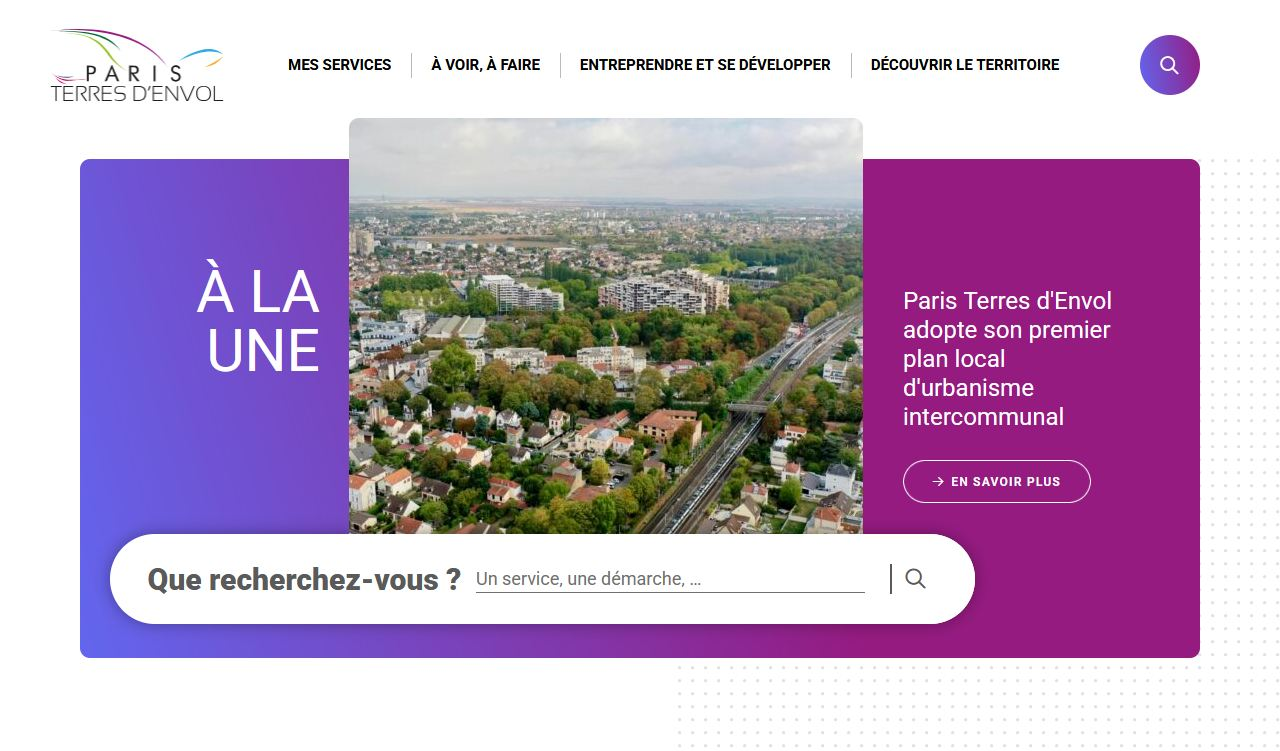 PARIS
TERRES D'ENVOL
MES SERVICES
À VOIR, À FAIRE
ENTREPRENDRE ET SE DÉVELOPPER
DÉCOUVRIR LE TERRITOIRE
À LA
UNE
Paris Terres d'Envol
adopte son premier
plan local
d'urbanisme
intercommunal
→ EN SAVOIR PLUS
Que recherchez-vous ?
Un service, une démarche, ...